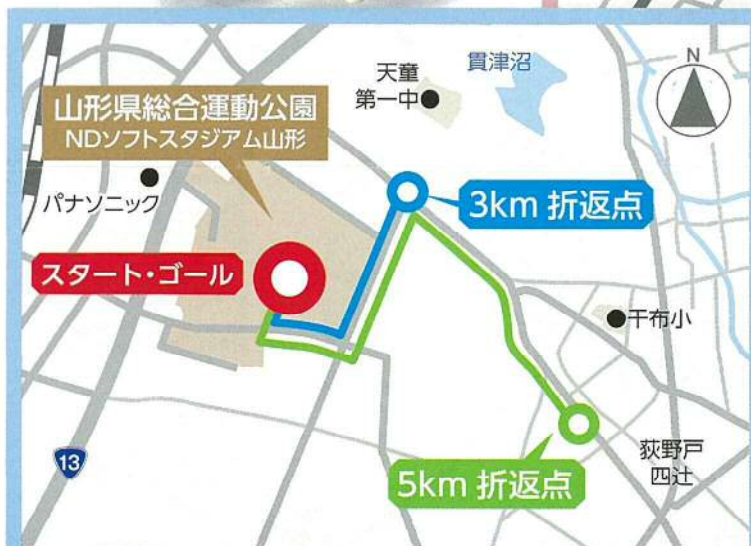 天童
第一中
貫津沼
N
山形県総合運動公園
NDソフトスタジアム山形
パナソニック
3km 折返点
スタート・ゴール
干布小
荻野戸
四辻
13
5km 折返点